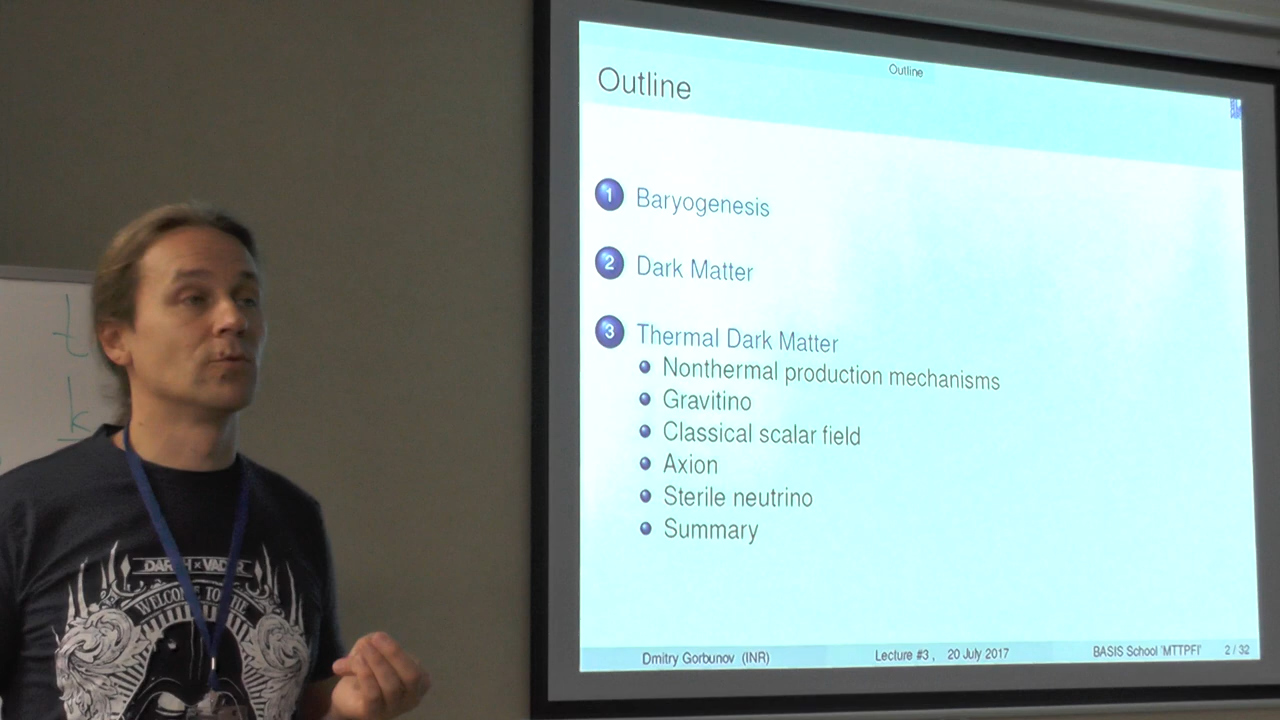 Outline
Outline
1 Baryogenesis
2 Dark Matter
3 Thermal Dark Matter
Nonthermal production mechanisms
Gravitino
Classical scalar field
Axion
Sterile neutrino
Summary
Dmitry Gorbunov (INR) Lecture #3 , 20 July 2017 BASIS School 'MTTPFI' 2 / 32
DARTH x VADER
WELCOME TO THE
t
k